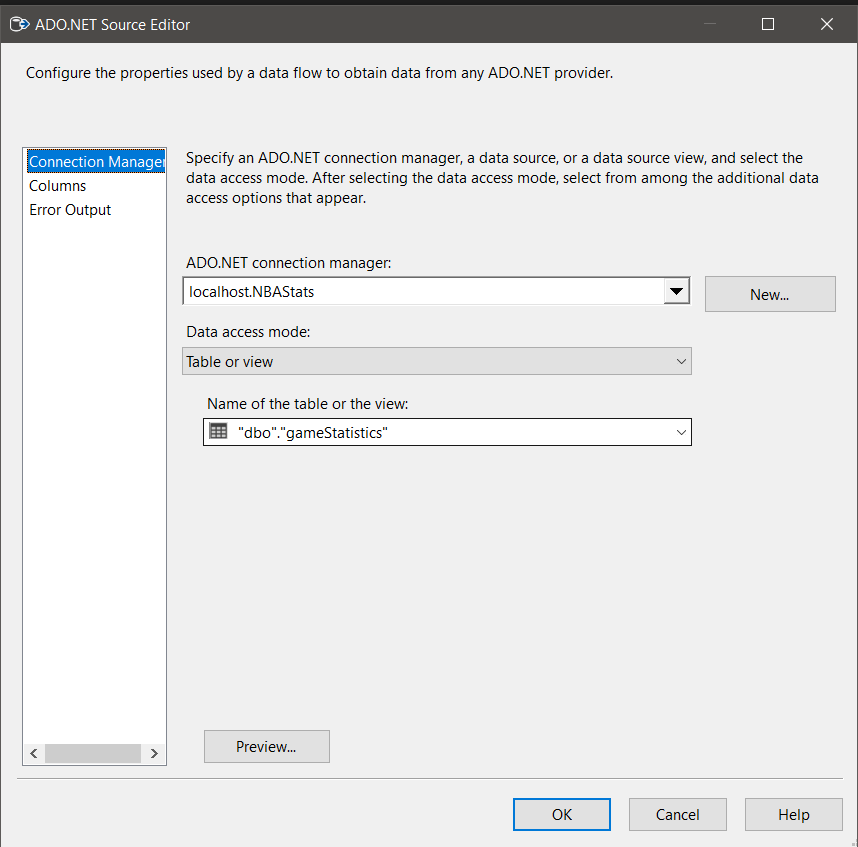 ADO.NET Source Editor
Configure the properties used by a data flow to obtain data from any ADO.NET provider.
Connection Manager
Columns
Error Output
Specify an ADO.NET connection manager, a data source, or a data source view, and select the
data access mode. After selecting the data access mode, select from among the additional data
access options that appear.
ADO.NET connection manager:
localhost.NBAStats
New...
Data access mode:
Table or view
Name of the table or the view:
"dbo"."gameStatistics"
Preview...
OK
Cancel
Help